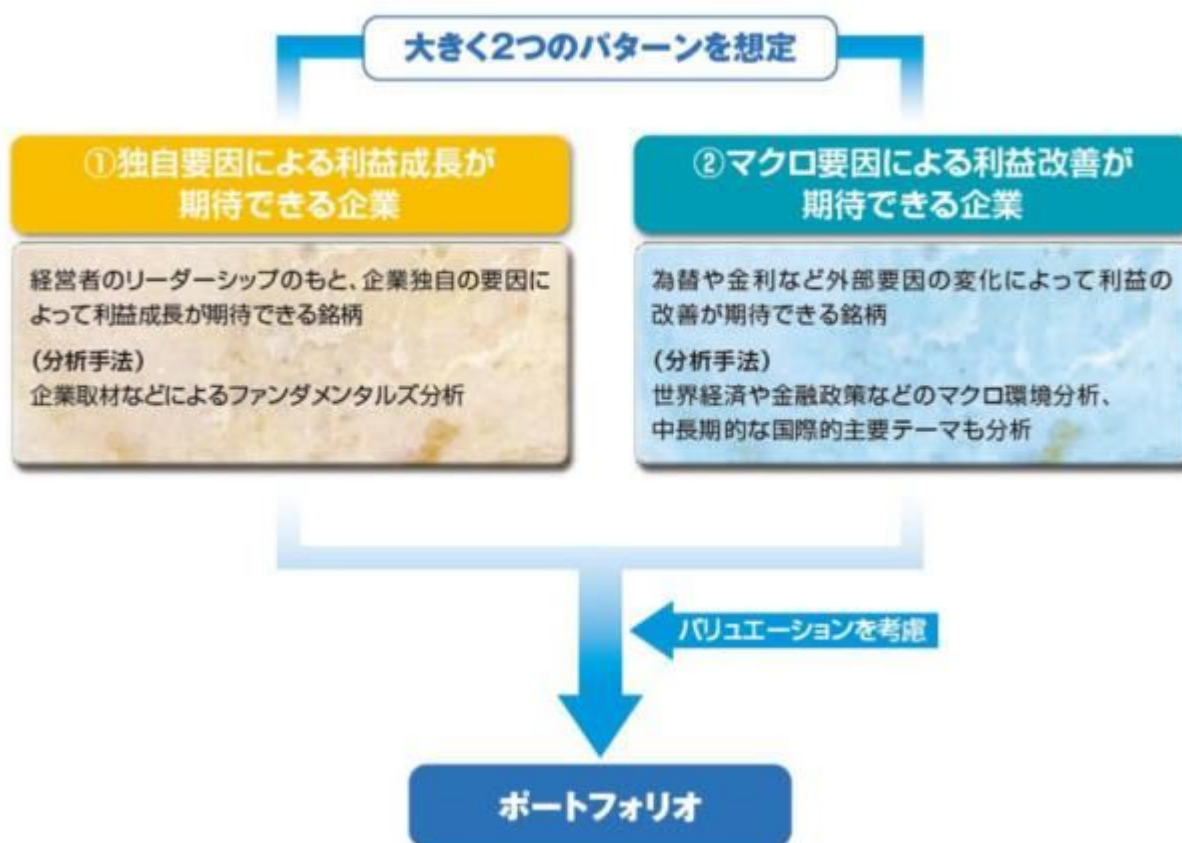 大きく2つのパターンを想定
①独自要因による利益成長が
期待できる企業
経営者のリーダーシップのもと、企業独自の要因に
よって利益成長が期待できる銘柄
(分析手法)
企業取材などによるファンダメンタルズ分析
②マクロ要因による利益改善が
期待できる企業
為替や金利など外部要因の変化によって利益の
改善が期待できる銘柄
(分析手法)
世界経済や金融政策などのマクロ環境分析、
中長期的な国際的主要テーマも分析
バリュエーションを考慮
ポートフォリオ